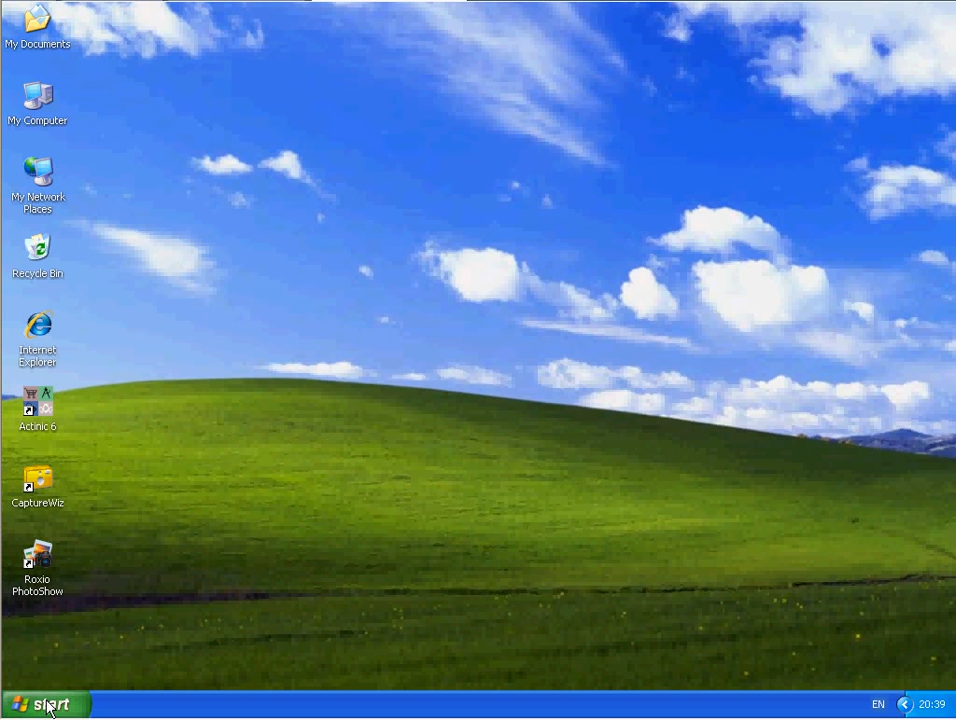 My Documents
My Computer
My Network
Places
Recycle Bin
Internet
Explorer
Actinic 6
CaptureWiz
Roxio
PhotoShow
start
EN
20:39